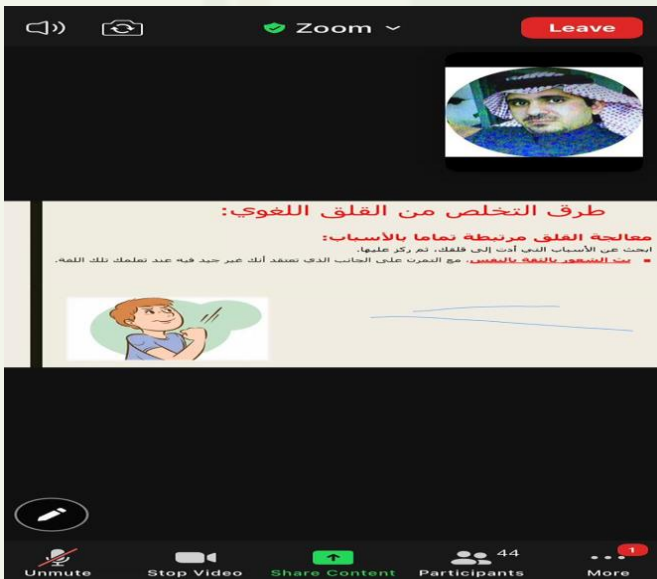 Zoom
Leave
طرق التخلص من القلق اللغوي:
معالجة القلق مرتبطة تماما بالأسباب:
ابحث عن الأسباب التي أدت إلى قلقك، ثم ركز عليها.
▪ بث الشعور بالثقة بالنفس، مع التمرن على الجانب الذي تعتقد أنك غير جيد فيه عند تعلمك تلك اللغة.
44
1
Unmute
Stop Video
Share Content
Participants
More